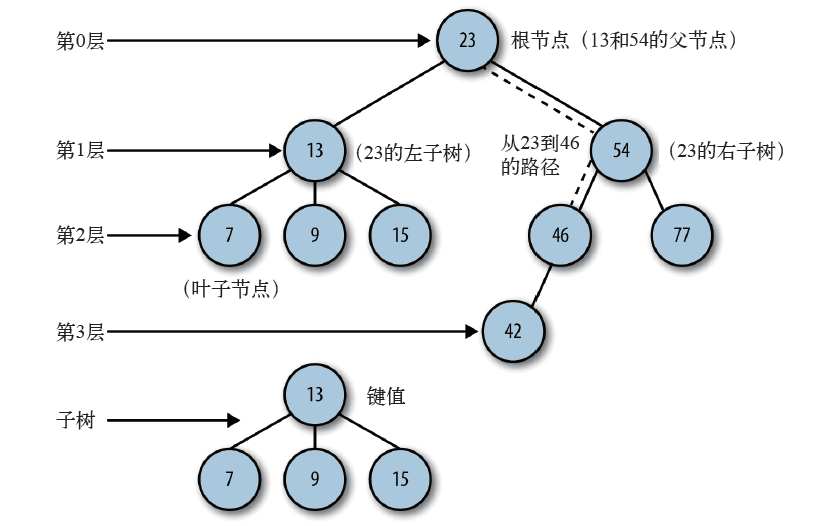 第0层
23
根节点（13和54的父节点）
第1层
13
（23的左子树）
从23到46
的路径
54
（23的右子树）
第2层
7
9
15
46
77
（叶子节点）
第3层
42
13
键值
子树
7
9
15